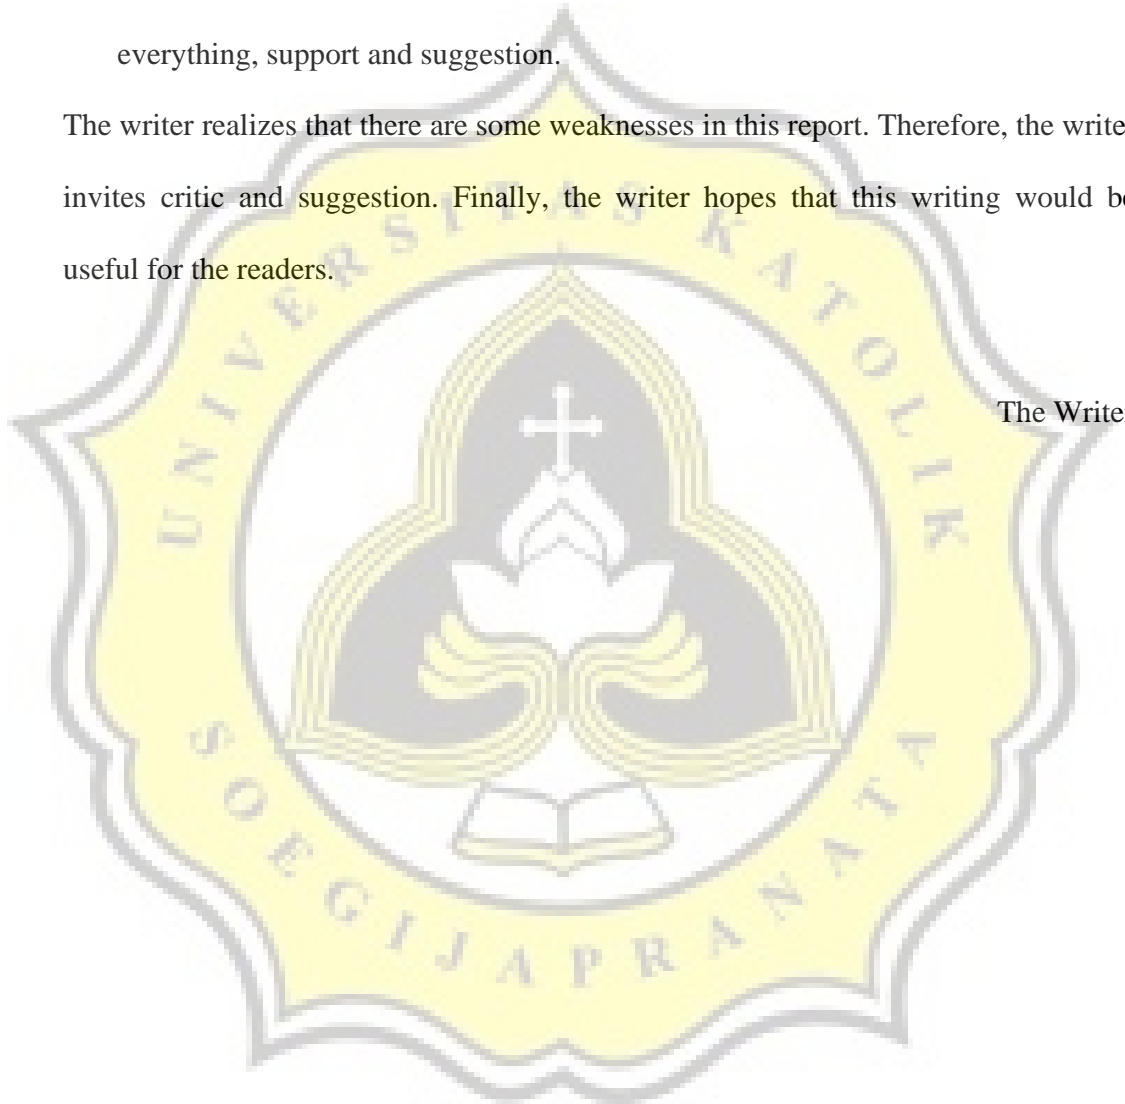 everything, support and suggestion.
The writer realizes that there are some weaknesses in this report. Therefore, the write
invites critic and suggestion. Finally, the writer hopes that this writing would be
useful for the readers.
The Write
UNIVERSITAS KATOLIK
SOEGIJAPRANATA